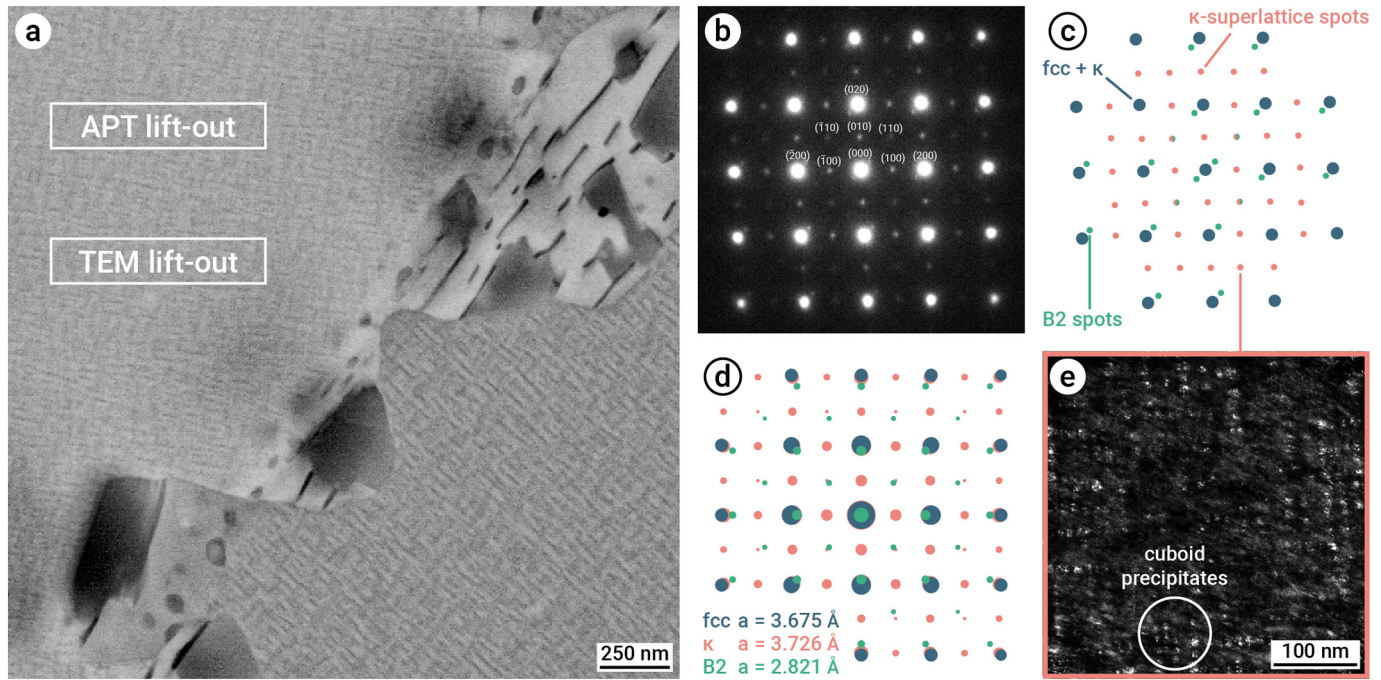 a
APT lift-out
TEM lift-out
250 nm
b
(020)
(1̄10) (010) (110)
(2̄00) (1̄00) (000) (100) (200)
c
κ-superlattice spots
fcc + κ
B2 spots
d
fcc a = 3.675 Å
κ a = 3.726 Å
B2 a = 2.821 Å
e
cuboid
precipitates
100 nm